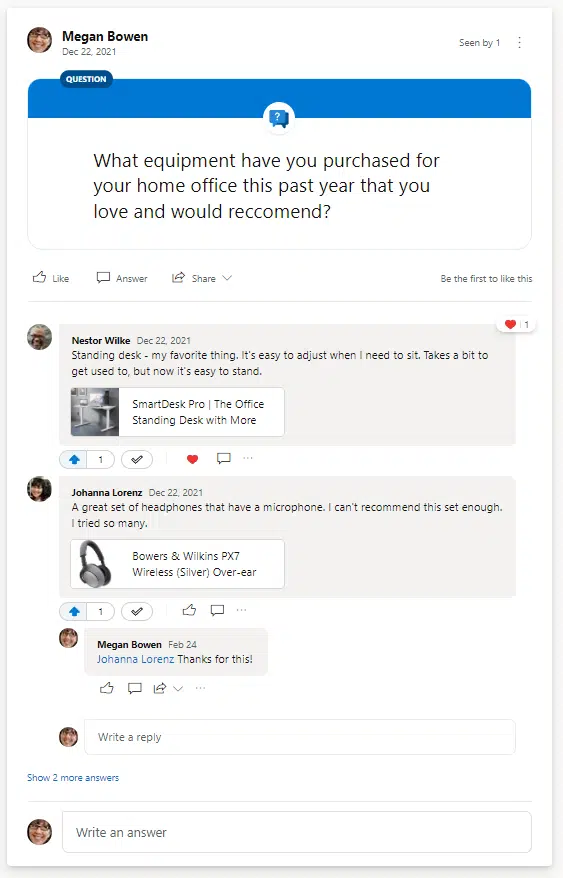 Megan Bowen
Dec 22, 2021
Seen by 1
QUESTION
?
What equipment have you purchased for
your home office this past year that you
love and would reccomend?
Like
Answer
Share
Be the first to like this
1
Nestor Wilke Dec 22, 2021
Standing desk - my favorite thing. It's easy to adjust when I need to sit. Takes a bit to
get used to, but now it's easy to stand.
SmartDesk Pro | The Office
Standing Desk with More
1
Johanna Lorenz Dec 22, 2021
A great set of headphones that have a microphone. I can't recommend this set enough.
I tried so many.
Bowers & Wilkins PX7
Wireless (Silver) Over-ear
1
Megan Bowen Feb 24
Johanna Lorenz Thanks for this!
Write a reply
Show 2 more answers
Write an answer